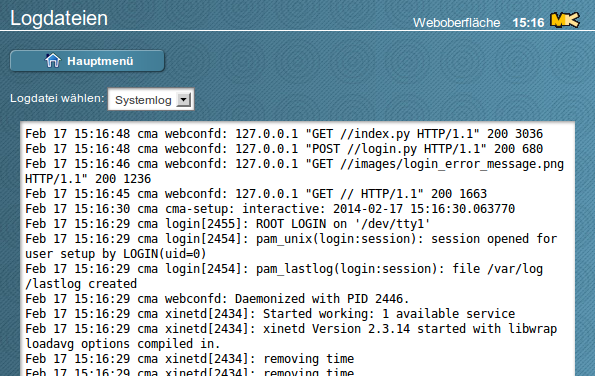 Logdateien
Weboberfläche 15:16 MK
Hauptmenü
Logdatei wählen: Systemlog
Feb 17 15:16:48 cma webconfd: 127.0.0.1 "GET //index.py HTTP/1.1" 200 3036
Feb 17 15:16:48 cma webconfd: 127.0.0.1 "POST //login.py HTTP/1.1" 200 680
Feb 17 15:16:46 cma webconfd: 127.0.0.1 "GET //images/login_error_message.png
HTTP/1.1" 200 1236
Feb 17 15:16:45 cma webconfd: 127.0.0.1 "GET // HTTP/1.1" 200 1663
Feb 17 15:16:30 cma cma-setup: interactive: 2014-02-17 15:16:30.063770
Feb 17 15:16:29 cma login[2455]: ROOT LOGIN on '/dev/tty1'
Feb 17 15:16:29 cma login[2454]: pam_unix(login:session): session opened for
user setup by LOGIN(uid=0)
Feb 17 15:16:29 cma login[2454]: pam_lastlog(login:session): file /var/log
/lastlog created
Feb 17 15:16:29 cma webconfd: Daemonized with PID 2446.
Feb 17 15:16:29 cma xinetd[2434]: Started working: 1 available service
Feb 17 15:16:29 cma xinetd[2434]: xinetd Version 2.3.14 started with libwrap
loadavg options compiled in.
Feb 17 15:16:29 cma xinetd[2434]: removing time
Feb 17 15:16:29 cma xinetd[2434]: removing time